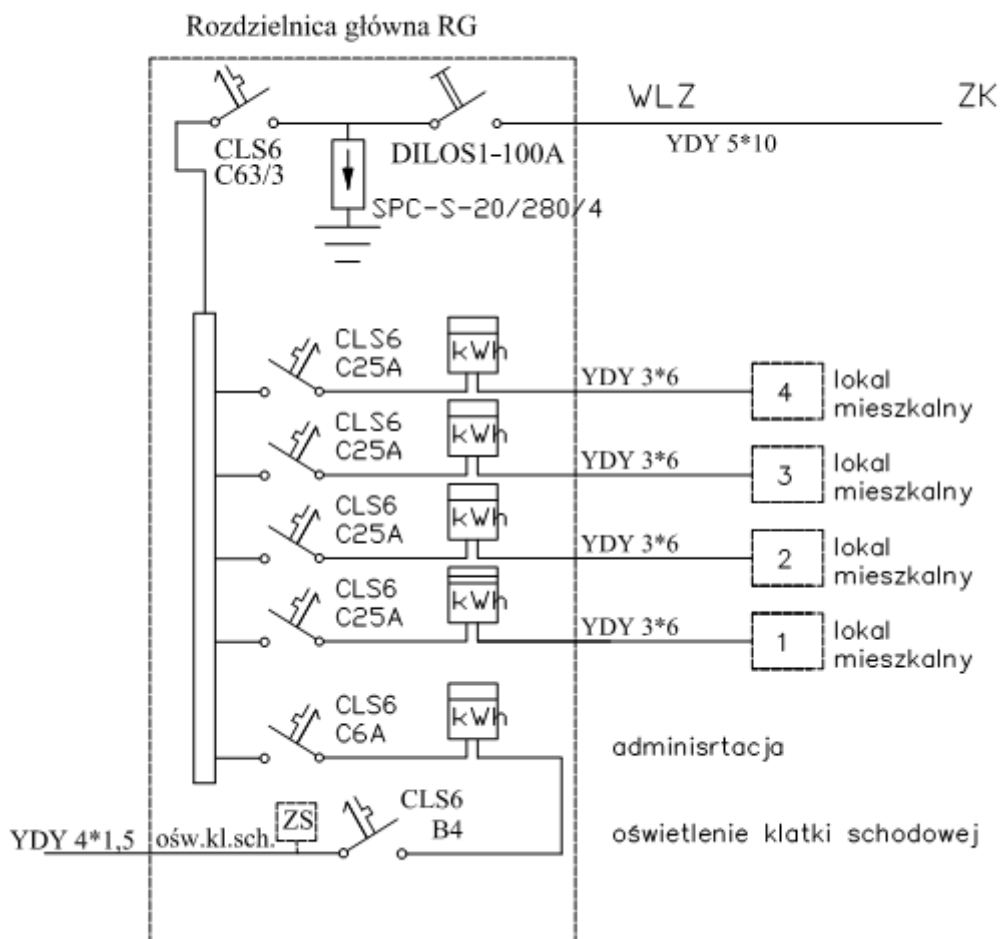 Rozdzielnica główna RG
WLZ
ZK
CLS6
C63/3
DILOS1-100A
YDY 5*10
SPC-S-20/280/4
CLS6
C25A
kWh
YDY 3*6
4
lokal
mieszkalny
CLS6
C25A
kWh
YDY 3*6
3
lokal
mieszkalny
CLS6
C25A
kWh
YDY 3*6
2
lokal
mieszkalny
CLS6
C25A
kWh
YDY 3*6
1
lokal
mieszkalny
CLS6
C6A
kWh
adminisrtacja
YDY 4*1,5
ośw.kl.sch.
ZS
CLS6
B4
oświetlenie klatki schodowej